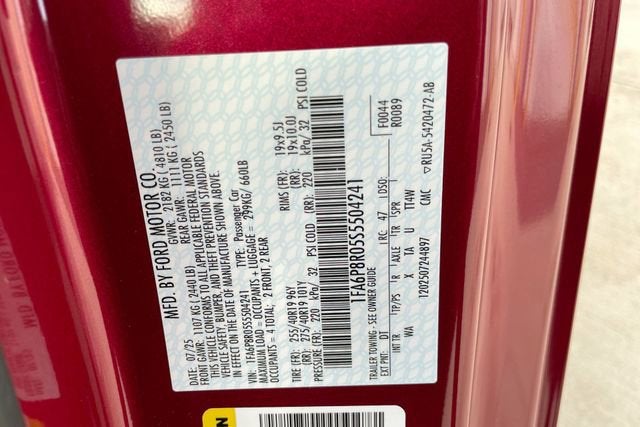 MFD. BY FORD MOTOR CO.
07/25 GVWR: 2182 KG ( 4810 LB)
FRONT GAWR: 1107 KG ( 2440 LB) REAR GAWR: 1111 KG ( 2450 LB)
THIS VEHICLE CONFORMS TO ALL APPLICABLE FEDERAL MOTOR
VEHICLE SAFETY, BUMPER, AND THEFT PREVENTION STANDARDS
IN EFFECT ON THE DATE OF MANUFACTURE SHOWN ABOVE.
VIN: 1FA6P8R05S5504241 TYPE: Passenger Car
MAXIMUM LOAD = OCCUPANTS + LUGGAGE = 299KG/ 660LB
OCCUPANTS = 4 TOTAL: 2 FRONT, 2 REAR
TIRE (FR): 255/40R19 96Y RIMS (FR): 19x9.5J
(RR): 275/40R19 101Y (RR): 19x10.0J
PRESSURE (FR): 220 kPa/ 32 PSI COLD (RR): 220 kPa/ 32 PSI COLD
1FA6P8R05S5504241
TRAILER TOWING - SEE OWNER GUIDE
F0044
R0089
EXT PNT: DT RC: 47 DSO:
INT TR TP/PS R AXLE TR SPR
WA X TA U TT4W
1202507244897 CMC ▽RU5A-5420472-AB